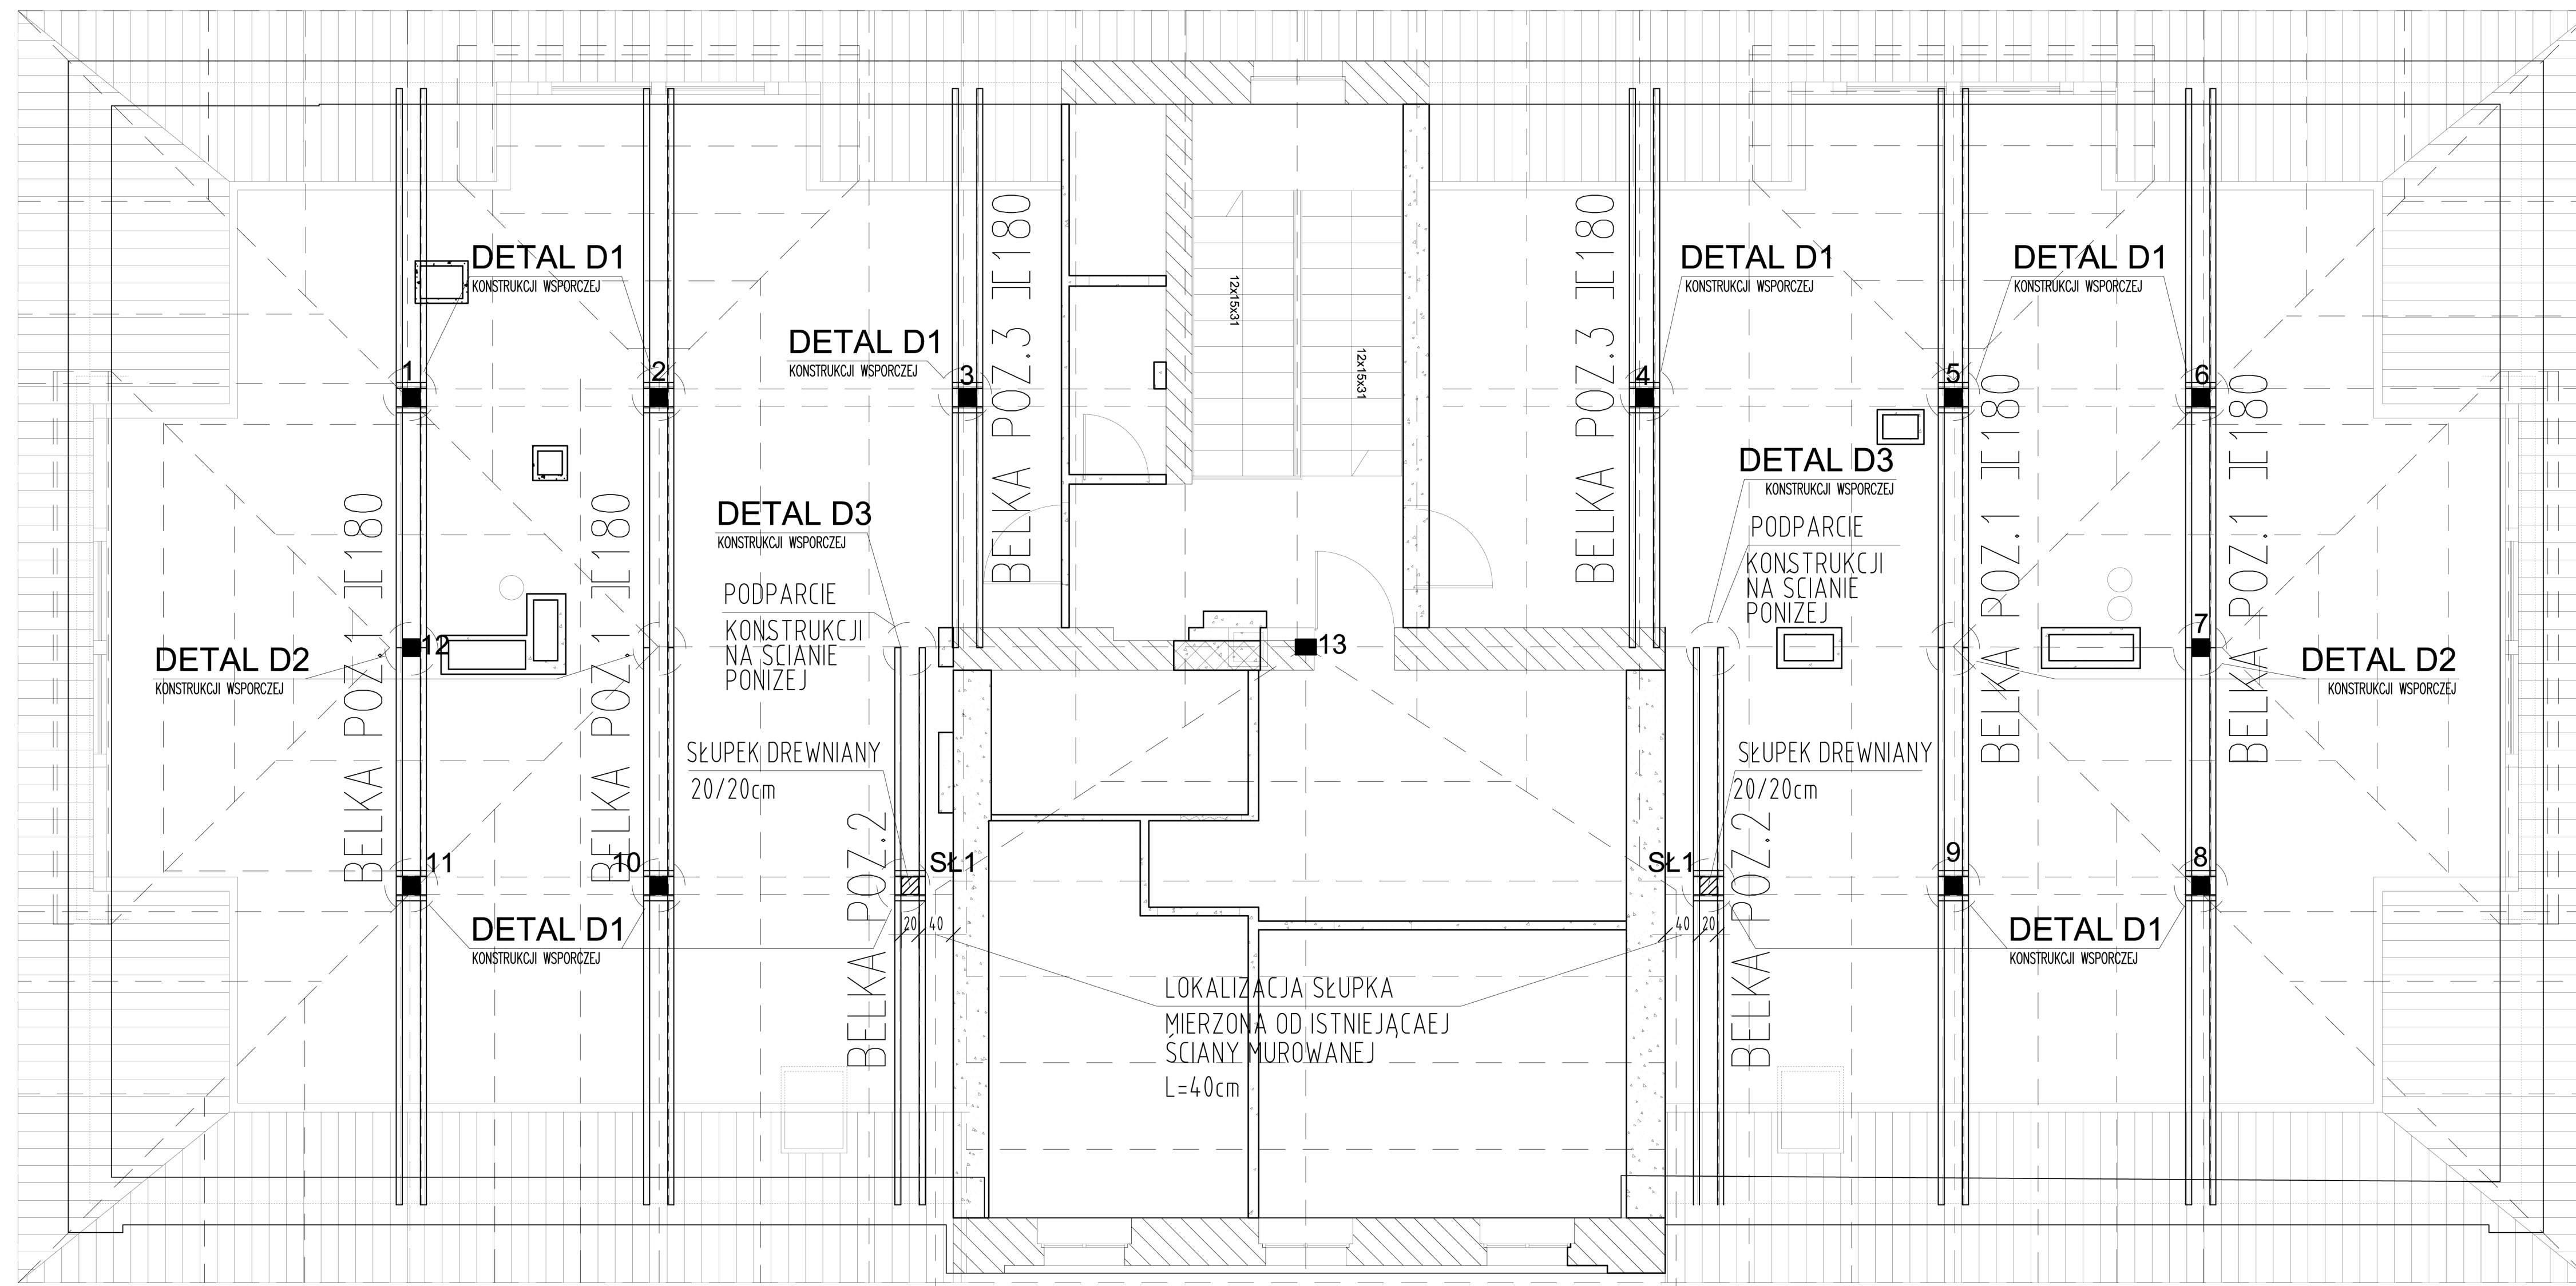 DETAL D1
KONSTRUKCJI WSPORCZEJ
DETAL D1
KONSTRUKCJI WSPORCZEJ
DETAL D1
KONSTRUKCJI WSPORCZEJ
DETAL D1
KONSTRUKCJI WSPORCZEJ
1
2
3
4
5
6
BELKA POZ.3 ][180
12x15x31
12x15x31
BELKA POZ.3 ][180
DETAL D3
KONSTRUKCJI WSPORCZEJ
PODPARCIE
KONSTRUKCJI
NA ŚCIANIE
PONIŻEJ
DETAL D3
KONSTRUKCJI WSPORCZEJ
PODPARCIE
KONSTRUKCJI
NA ŚCIANIE
PONIŻEJ
BELKA POZ.1 ][180
BELKA POZ.1 ][180
BELKA POZ.1 ][180
BELKA POZ.1 ][180
12
13
7
DETAL D2
KONSTRUKCJI WSPORCZEJ
DETAL D2
KONSTRUKCJI WSPORCZEJ
SŁUPEK DREWNIANY
20/20cm
SŁUPEK DREWNIANY
20/20cm
BELKA POZ.2
BELKA POZ.2
11
10
SŁ1
SŁ1
9
8
20
40
40
20
DETAL D1
KONSTRUKCJI WSPORCZEJ
DETAL D1
KONSTRUKCJI WSPORCZEJ
LOKALIZACJA SŁUPKA
MIERZONA OD ISTNIEJĄCAEJ
ŚCIANY MUROWANEJ
L=40cm